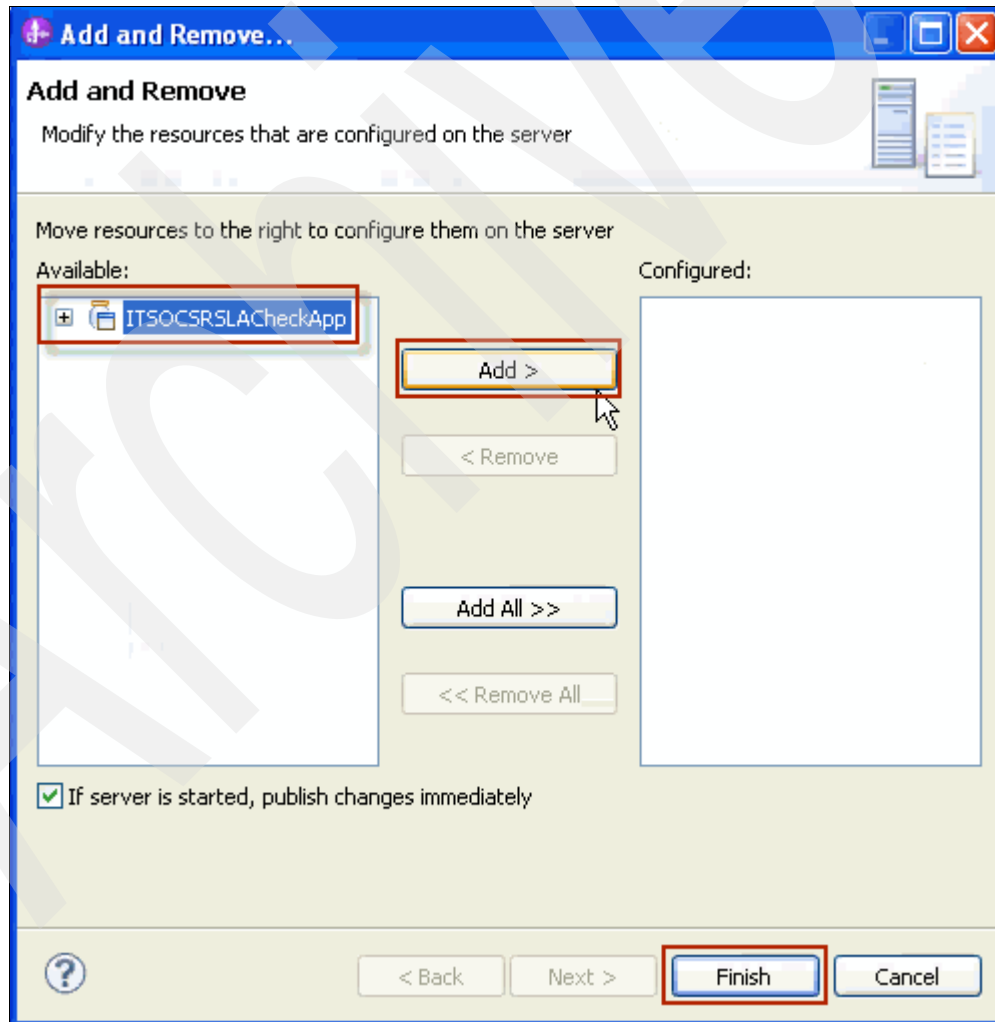 Add and Remove...
Add and Remove
Modify the resources that are configured on the server
Move resources to the right to configure them on the server
Available:
Configured:
ITSOCSRSLACheckApp
Add >
< Remove
Add All >>
<< Remove All
If server is started, publish changes immediately
?
< Back
Next >
Finish
Cancel